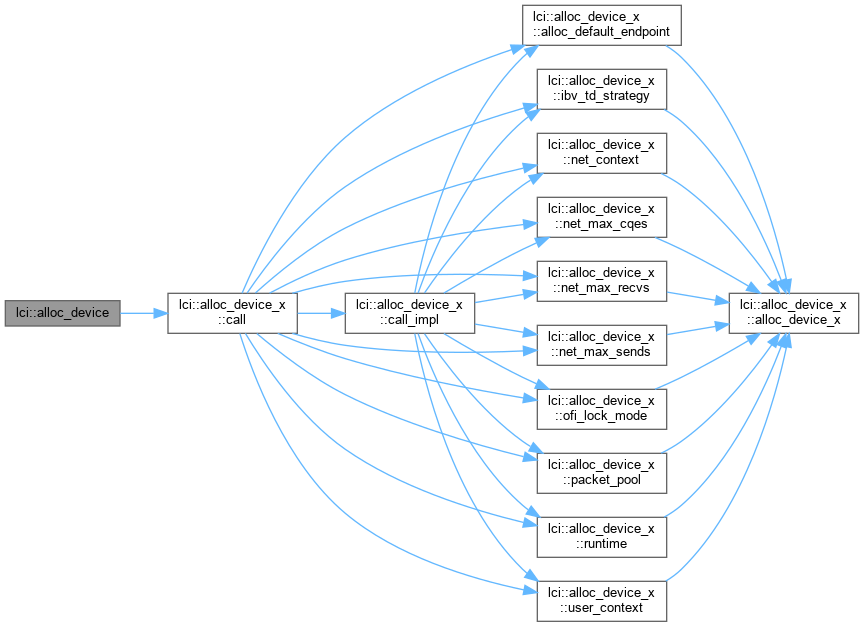 lci::alloc_device
lci::alloc_device_x
::call
lci::alloc_device_x
::call_impl
lci::alloc_device_x
::alloc_default_endpoint
lci::alloc_device_x
::ibv_td_strategy
lci::alloc_device_x
::net_context
lci::alloc_device_x
::net_max_cqes
lci::alloc_device_x
::net_max_recvs
lci::alloc_device_x
::net_max_sends
lci::alloc_device_x
::ofi_lock_mode
lci::alloc_device_x
::packet_pool
lci::alloc_device_x
::runtime
lci::alloc_device_x
::user_context
lci::alloc_device_x
::alloc_device_x